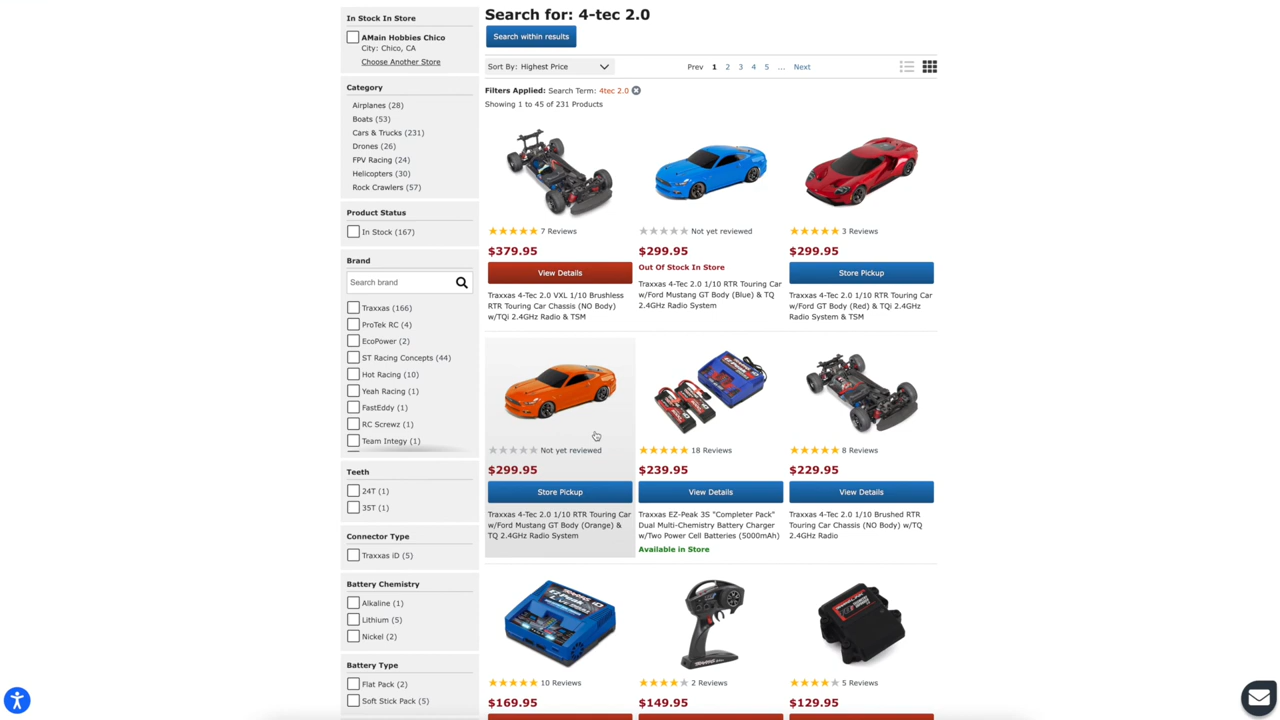 In Stock In Store
AMain Hobbies Chico
City: Chico, CA
Choose Another Store
Category
Airplanes (28)
Boats (53)
Cars & Trucks (231)
Drones (26)
FPV Racing (24)
Helicopters (30)
Rock Crawlers (57)
Product Status
In Stock (167)
Brand
Search brand
Traxxas (166)
ProTek RC (4)
EcoPower (2)
ST Racing Concepts (44)
Hot Racing (10)
Yeah Racing (1)
FastEddy (1)
RC Screwz (1)
Team Integy (1)
Teeth
24T (1)
35T (1)
Connector Type
Traxxas iD (5)
Battery Chemistry
Alkaline (1)
Lithium (5)
Nickel (2)
Battery Type
Flat Pack (2)
Soft Stick Pack (5)
Search for: 4-tec 2.0
Search within results
Sort By: Highest Price
Prev 1 2 3 4 5 ... Next
Filters Applied: Search Term: 4tec 2.0
Showing 1 to 45 of 231 Products
7 Reviews
$379.95
View Details
Traxxas 4-Tec 2.0 VXL 1/10 Brushless
RTR Touring Car Chassis (NO Body)
w/TQi 2.4GHz Radio & TSM
Not yet reviewed
$299.95
Out Of Stock In Store
Traxxas 4-Tec 2.0 1/10 RTR Touring Car
w/Ford Mustang GT Body (Blue) & TQ
2.4GHz Radio System
3 Reviews
$299.95
Store Pickup
Traxxas 4-Tec 2.0 1/10 RTR Touring Car
w/Ford GT Body (Red) & TQi 2.4GHz
Radio System & TSM
Not yet reviewed
$299.95
Store Pickup
Traxxas 4-Tec 2.0 1/10 RTR Touring Car
w/Ford Mustang GT Body (Orange) &
TQ 2.4GHz Radio System
18 Reviews
$239.95
View Details
Traxxas EZ-Peak 3S "Completer Pack"
Dual Multi-Chemistry Battery Charger
w/Two Power Cell Batteries (5000mAh)
Available in Store
8 Reviews
$229.95
View Details
Traxxas 4-Tec 2.0 1/10 Brushed RTR
Touring Car Chassis (NO Body) w/TQ
2.4GHz Radio
10 Reviews
$169.95
2 Reviews
$149.95
5 Reviews
$129.95